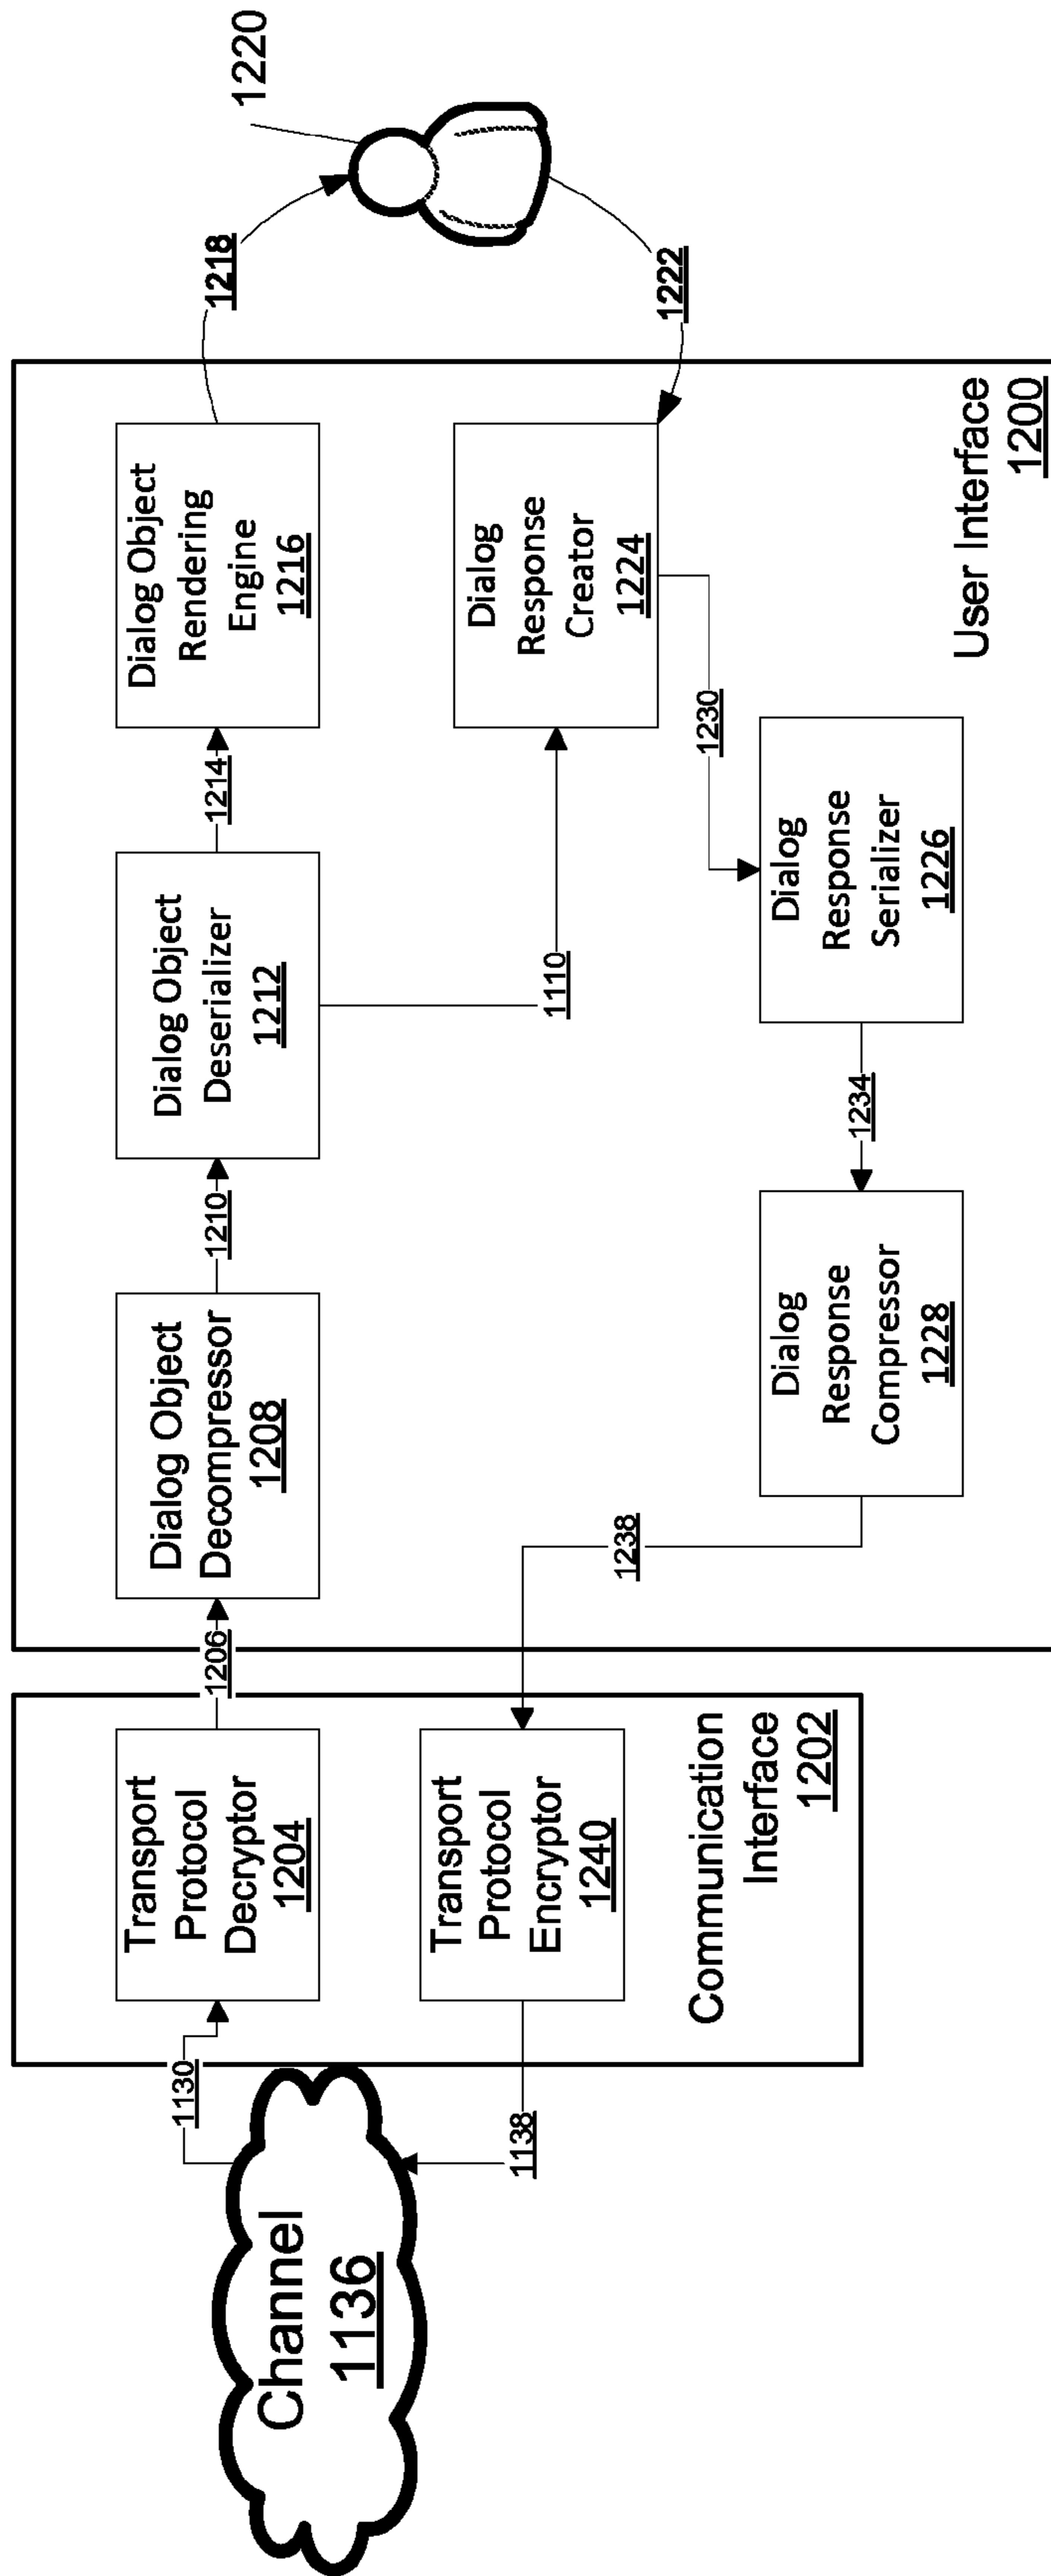 Channel
1136
1130
1138
Transport
Protocol
Decryptor
1204
Transport
Protocol
Encryptor
1240
Communication
Interface
1202
1206
Dialog Object
Decompressor
1208
1210
Dialog Object
Deserializer
1212
1214
Dialog Object
Rendering
Engine
1216
1218
1220
1222
1110
Dialog
Response
Creator
1224
1230
Dialog
Response
Serializer
1226
1234
Dialog
Response
Compressor
1228
1238
User Interface
1200